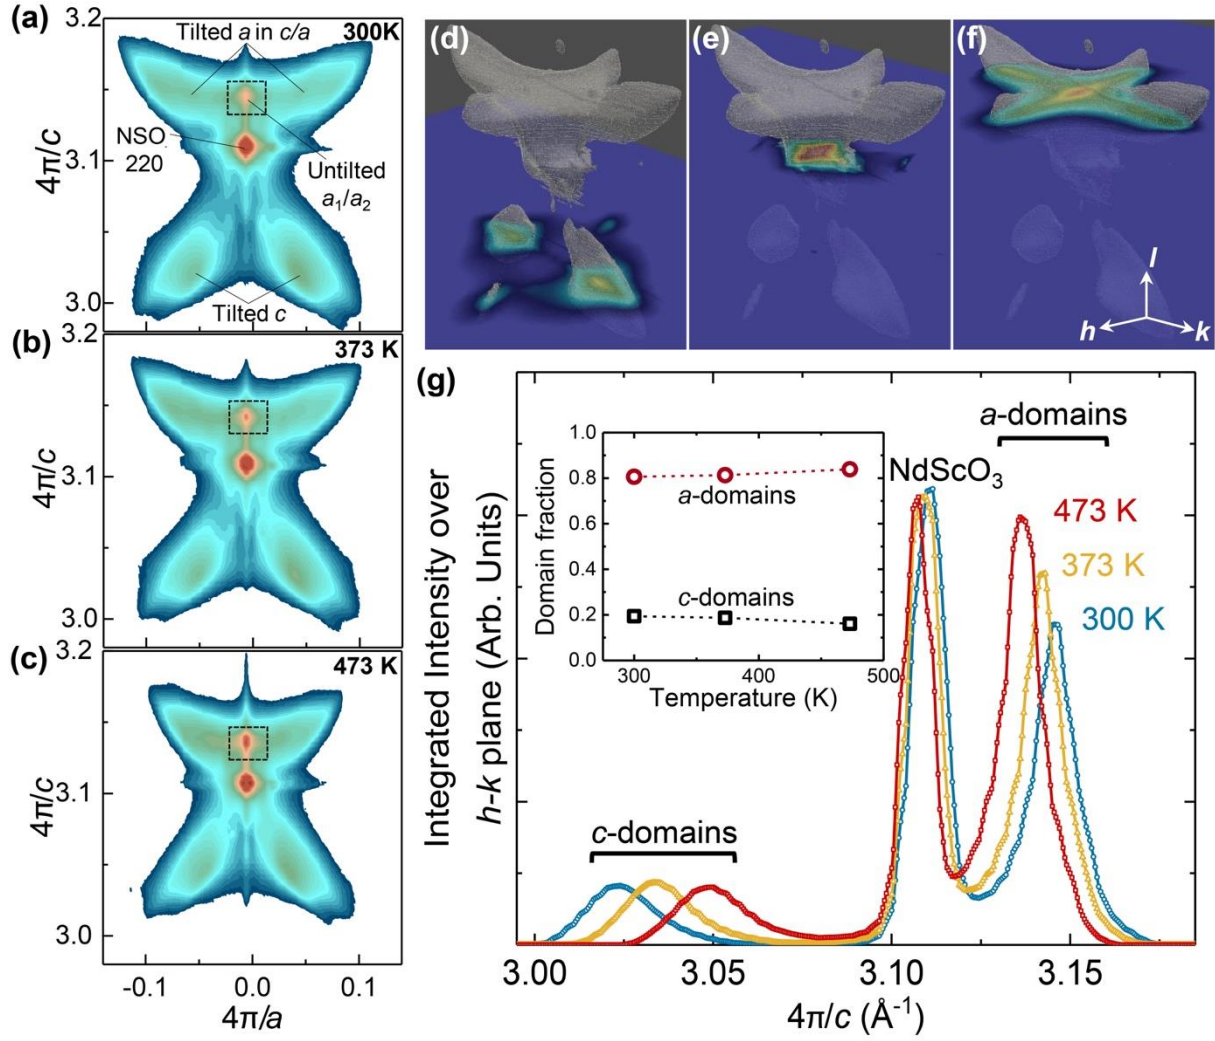 (a)
3.2
Tilted a in c/a
300K
4π/c
NSO
220
3.1
Untilted
a₁/a₂
3.0
Tilted c
(b)
3.2
373 K
4π/c
3.1
3.0
(c)
3.2
473 K
4π/c
3.1
3.0
-0.1
0.0
0.1
4π/a
(d)
(e)
(f)
l
h
k
(g)
Integrated Intensity over
h-k plane (Arb. Units)
1.0
0.8
0.6
0.4
0.2
0.0
Domain fraction
a-domains
c-domains
300
400
500
Temperature (K)
a-domains
NdScO₃
473 K
373 K
300 K
c-domains
3.00
3.05
3.10
3.15
4π/c (Å⁻¹)